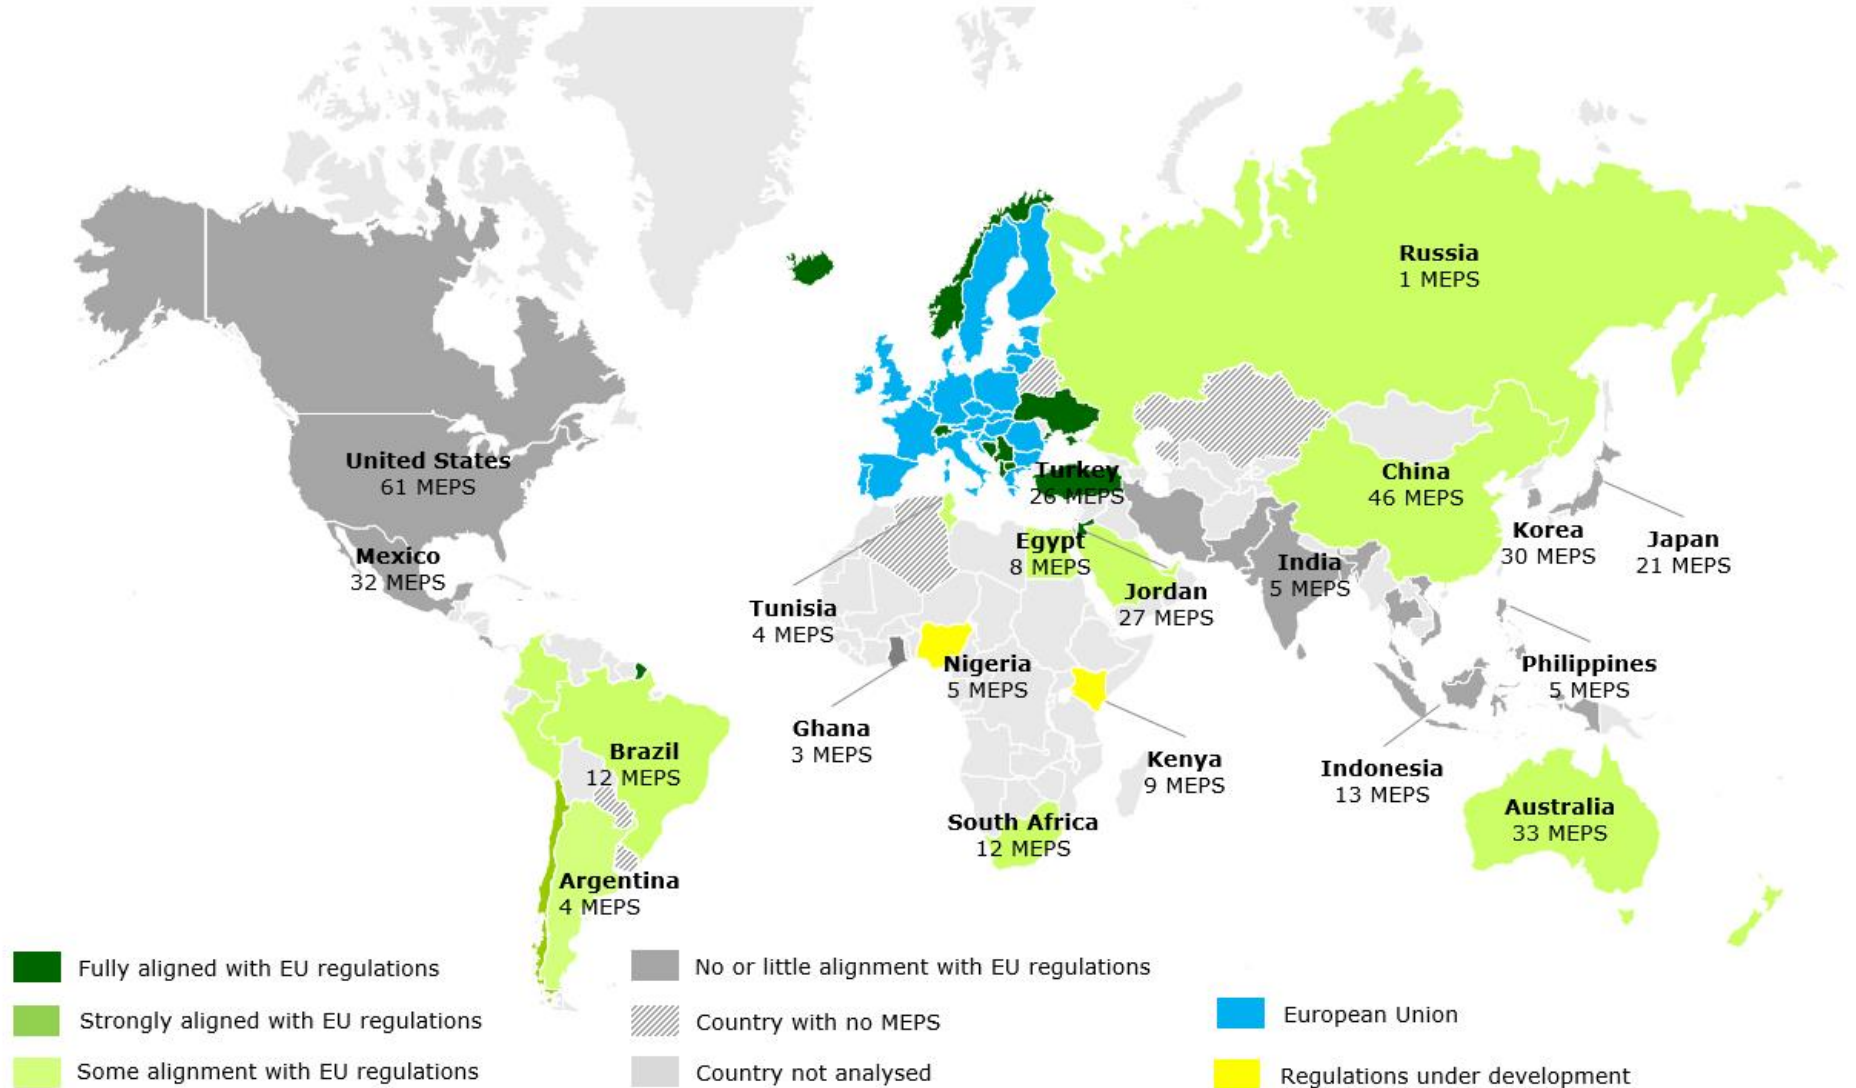 Russia
1 MEPS
United States
61 MEPS
Turkey
26 MEPS
China
46 MEPS
Mexico
32 MEPS
Egypt
8 MEPS
Korea
30 MEPS
Japan
21 MEPS
India
5 MEPS
Jordan
27 MEPS
Tunisia
4 MEPS
Nigeria
5 MEPS
Philippines
5 MEPS
Ghana
3 MEPS
Brazil
12 MEPS
Kenya
9 MEPS
Indonesia
13 MEPS
Australia
33 MEPS
South Africa
12 MEPS
Argentina
4 MEPS
Fully aligned with EU regulations
Strongly aligned with EU regulations
Some alignment with EU regulations
No or little alignment with EU regulations
Country with no MEPS
Country not analysed
European Union
Regulations under development